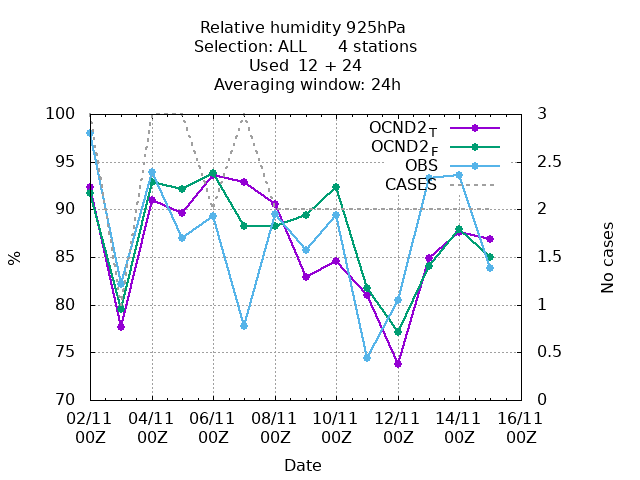 Relative humidity 925hPa
Selection: ALL 4 stations
Used 12 + 24
Averaging window: 24h
100 3
OCND2T
OCND2F
95 OBS 2.5
CASES
90 2
85 1.5
% No cases
80 1
75 0.5
70 0
02/11 04/11 06/11 08/11 10/11 12/11 14/11 16/11
00Z 00Z 00Z 00Z 00Z 00Z 00Z 00Z
Date